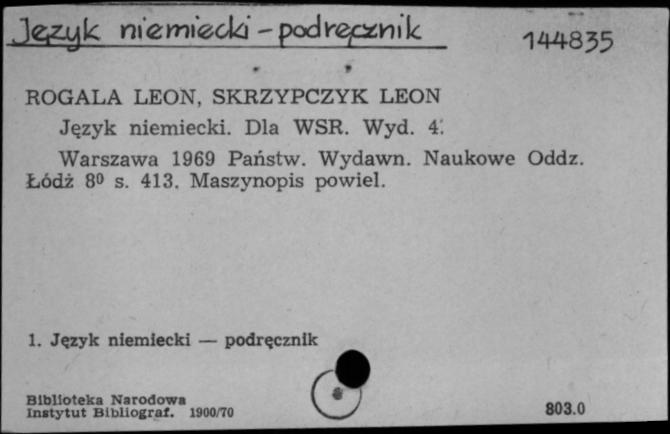 Język niemiecki - podręcznik
144835
ROGALA LEON, SKRZYPCZYK LEON
Język niemiecki. Dla WSR. Wyd. 4.
Warszawa 1969 Państw. Wydawn. Naukowe Oddz.
Łódź 8⁰ s. 413. Maszynopis powiel.
1. Język niemiecki — podręcznik
Biblioteka Narodowa
Instytut Bibliograf. 1900/70
803.0